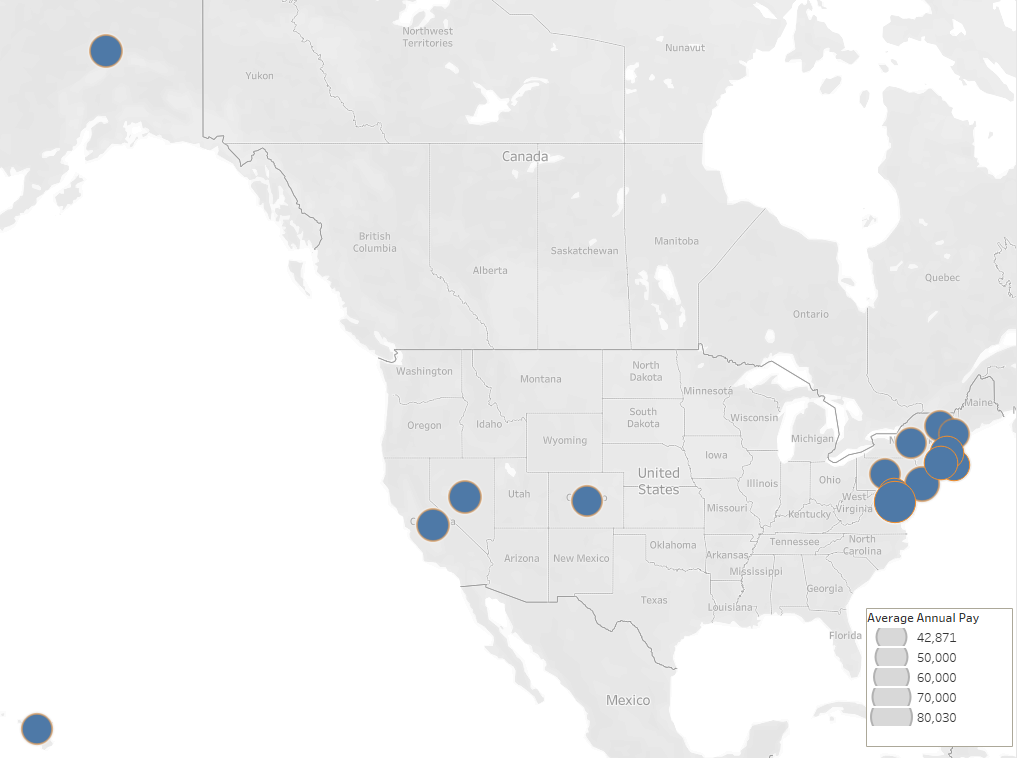 Northwest
Territories
Nunavut
Yukon
Canada
British
Columbia
Manitoba
Saskatchewan
Alberta
Quebec
Ontario
Washington
North
Dakota
Montana
Minnesota
Maine
South
Dakota
Wisconsin
Oregon
Idaho
Wyoming
Michigan
Iowa
United
States
Utah
Illinois
Ohio
West
Virginia
Missouri
Kentucky
Tennessee
North
Carolina
Oklahoma
Arkansas
Arizona
New Mexico
Mississippi
Georgia
Texas
Louisiana
Florida
Mexico
Average Annual Pay
42,871
50,000
60,000
70,000
80,030